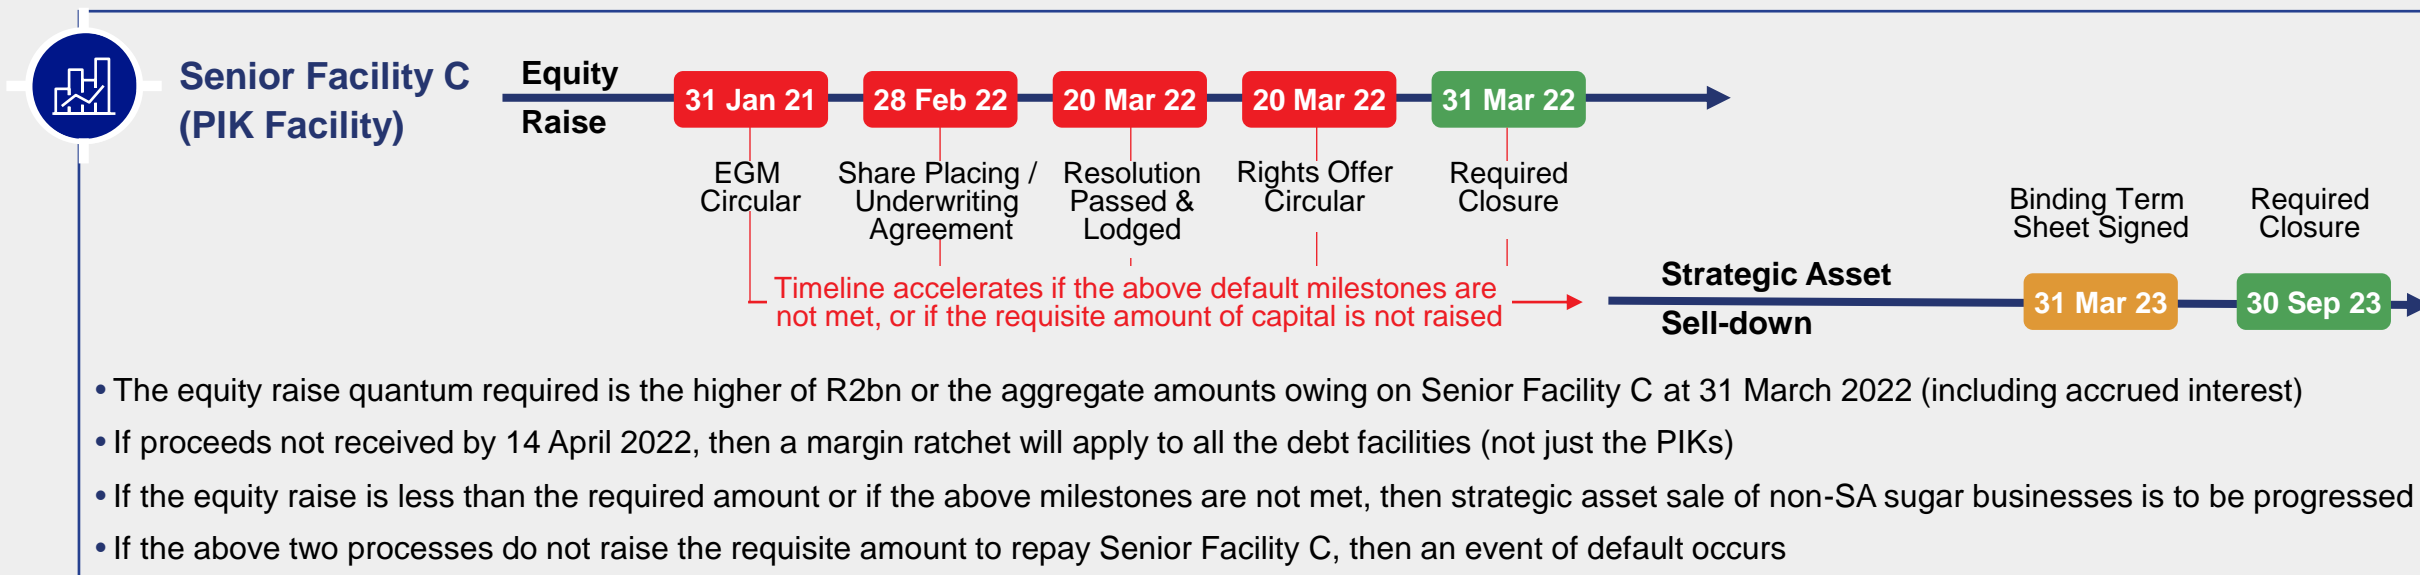 Senior Facility C
(PIK Facility)
Equity
Raise
31 Jan 21
28 Feb 22
20 Mar 22
20 Mar 22
31 Mar 22
EGM
Circular
Share Placing /
Underwriting
Agreement
Resolution
Passed &
Lodged
Rights Offer
Circular
Required
Closure
Timeline accelerates if the above default milestones are
not met, or if the requisite amount of capital is not raised
Strategic Asset
Sell-down
Binding Term
Sheet Signed
Required
Closure
31 Mar 23
30 Sep 23
• The equity raise quantum required is the higher of R2bn or the aggregate amounts owing on Senior Facility C at 31 March 2022 (including accrued interest)
• If proceeds not received by 14 April 2022, then a margin ratchet will apply to all the debt facilities (not just the PIKs)
• If the equity raise is less than the required amount or if the above milestones are not met, then strategic asset sale of non-SA sugar businesses is to be progressed
• If the above two processes do not raise the requisite amount to repay Senior Facility C, then an event of default occurs